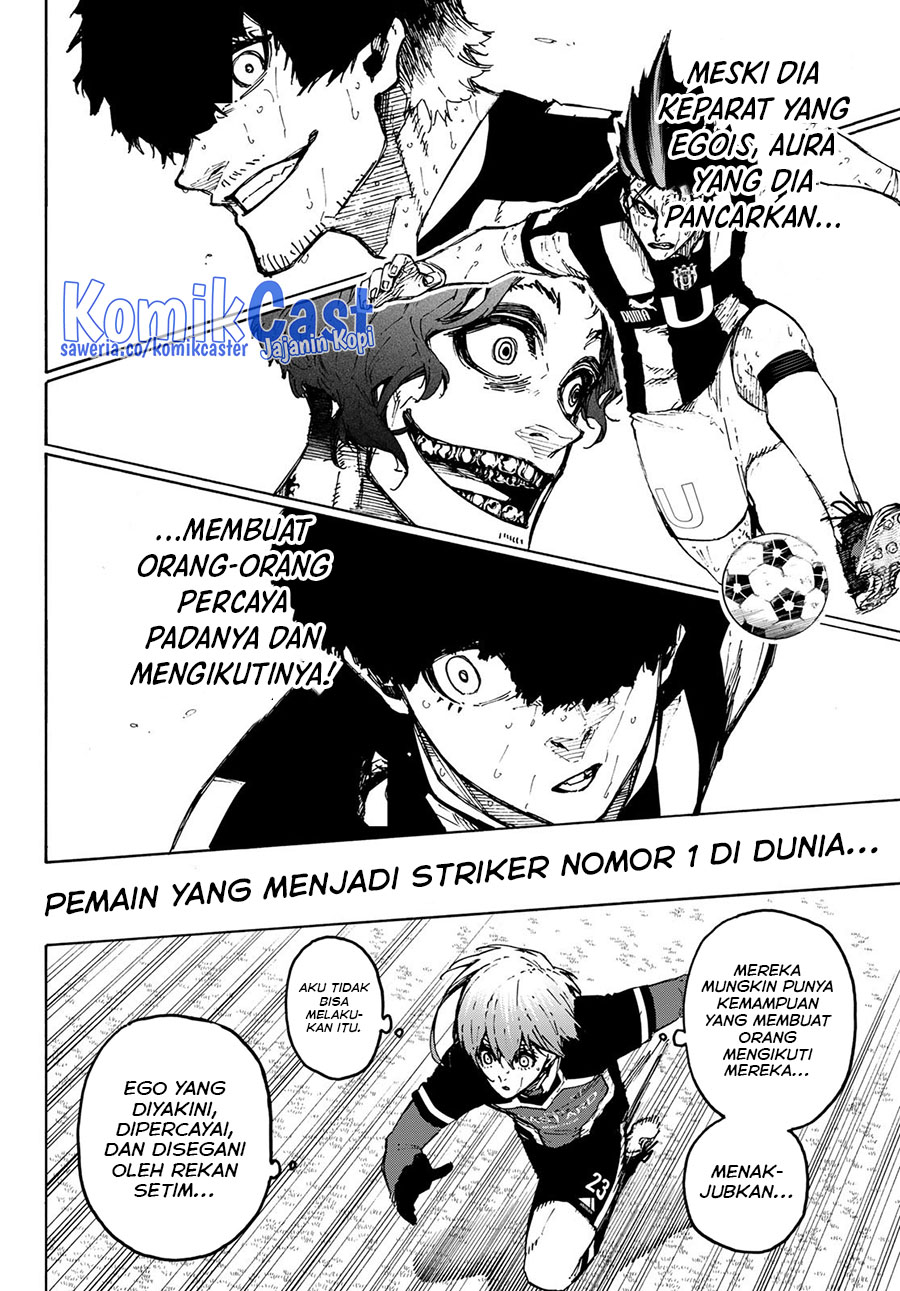 MESKI DIA
KEPARAT YANG
EGOIS, AURA
YANG DIA
PANCARKAN...
KomikCast
saweria.co/komikcaster
Jajanin Kopi
U
U
...MEMBUAT
ORANG-ORANG
PERCAYA
PADANYA DAN
MENGIKUTINYA!
PEMAIN YANG MENJADI STRIKER NOMOR 1 DI DUNIA...
MEREKA
MUNGKIN PUNYA
KEMAMPUAN
YANG MEMBUAT
ORANG
MENGIKUTI
MEREKA...
MENAK-
JUBKAN...
AKU TIDAK
BISA
MELAKU-
KAN ITU.
EGO YANG
DIYAKINI,
DIPERCAYAI,
DAN DISEGANI
OLEH REKAN
SETIM...
23